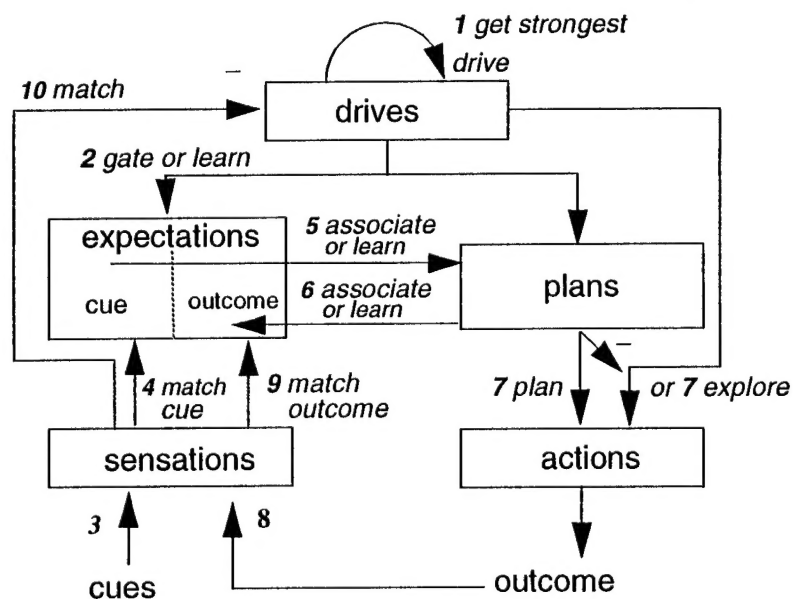 1 get strongest
drive
–
10 match
drives
2 gate or learn
expectations
5 associate
or learn
cue
outcome
6 associate
or learn
plans
–
4 match
cue
9 match
outcome
7 plan
or 7 explore
sensations
actions
3
8
cues
outcome